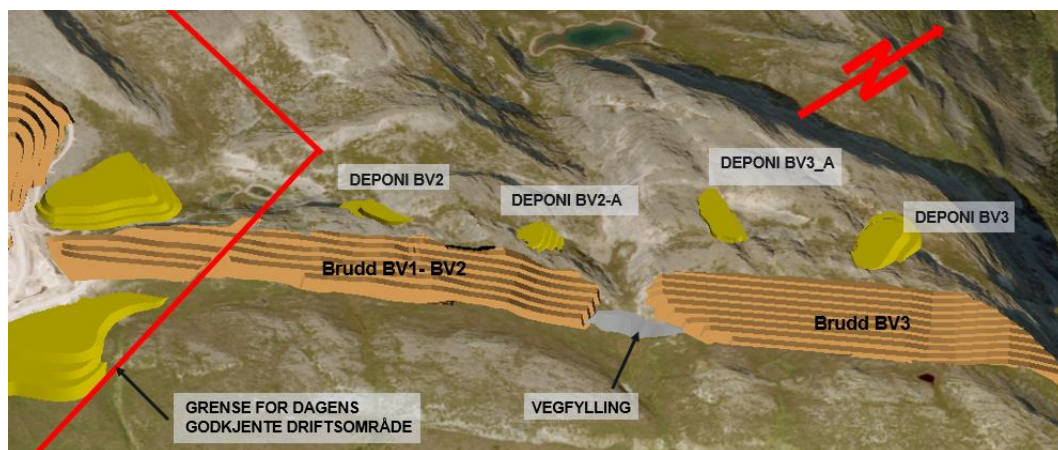 DEPONI BV3_A
DEPONI BV2
DEPONI BV2-A
DEPONI BV3
Brudd BV1- BV2
Brudd BV3
GRENSE FOR DAGENS
GODKJENTE DRIFTSOMRÅDE
VEGFYLLING